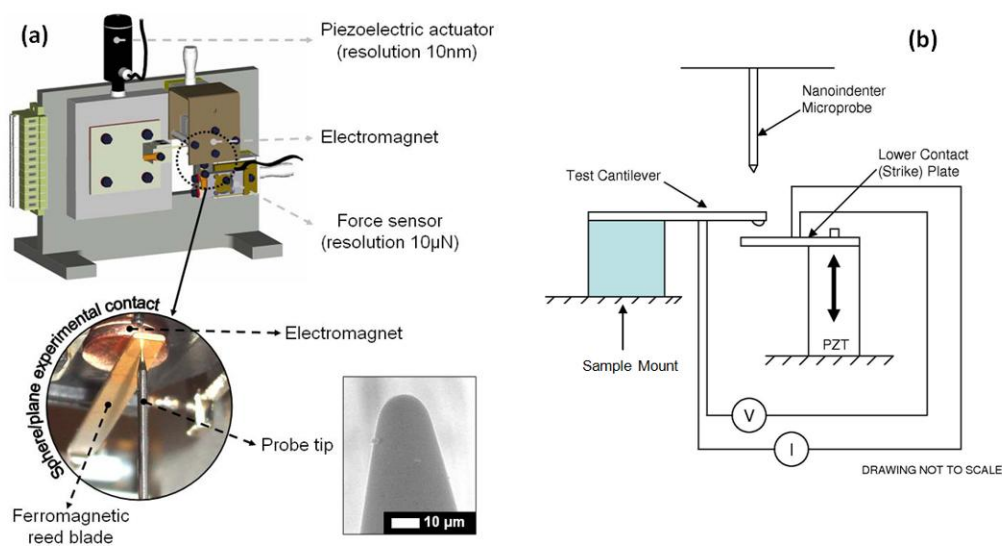 (a)
Piezoelectric actuator
(resolution 10nm)
Electromagnet
Force sensor
(resolution 10µN)
Sphere/plane experimental contact
Electromagnet
Probe tip
Ferromagnetic
reed blade
10 µm
(b)
Nanoindenter
Microprobe
Lower Contact
(Strike) Plate
Test Cantilever
PZT
Sample Mount
V
I
DRAWING NOT TO SCALE